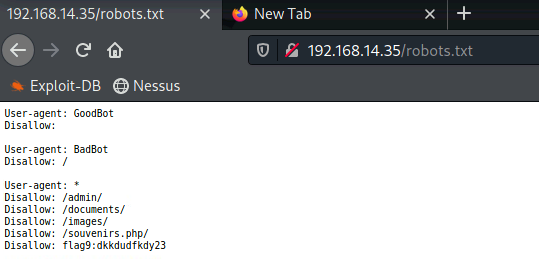 192.168.14.35/robots.txt
New Tab
192.168.14.35/robots.txt
Exploit-DB
Nessus
User-agent: GoodBot
Disallow:
User-agent: BadBot
Disallow: /
User-agent: *
Disallow: /admin/
Disallow: /documents/
Disallow: /images/
Disallow: /souvenirs.php/
Disallow: flag9:dkkdudfkdy23